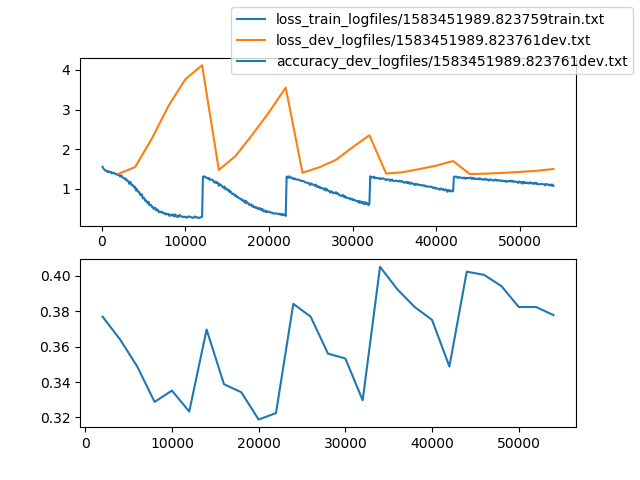 loss_train_logfiles/1583451989.823759train.txt
loss_dev_logfiles/1583451989.823761dev.txt
accuracy_dev_logfiles/1583451989.823761dev.txt
4
3
2
1
0 10000 20000 30000 40000 50000
0.40
0.38
0.36
0.34
0.32
0 10000 20000 30000 40000 50000